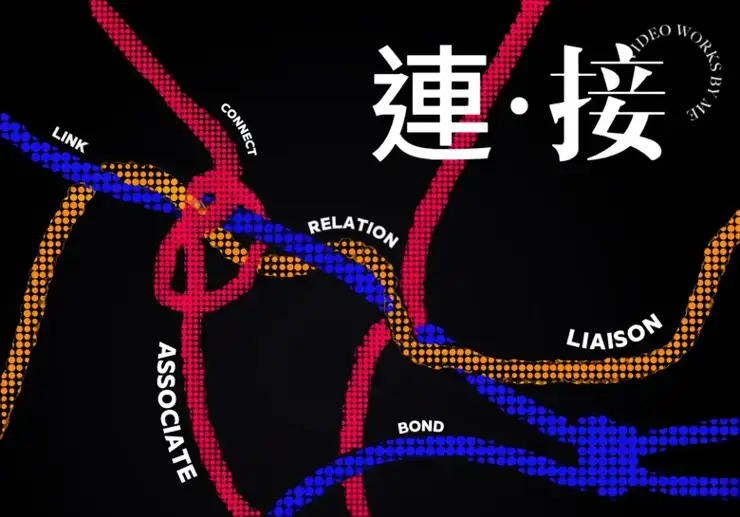 連·接
VIDEO WORKS BY ME
CONNECT
LINK
RELATION
LIAISON
ASSOCIATE
BOND